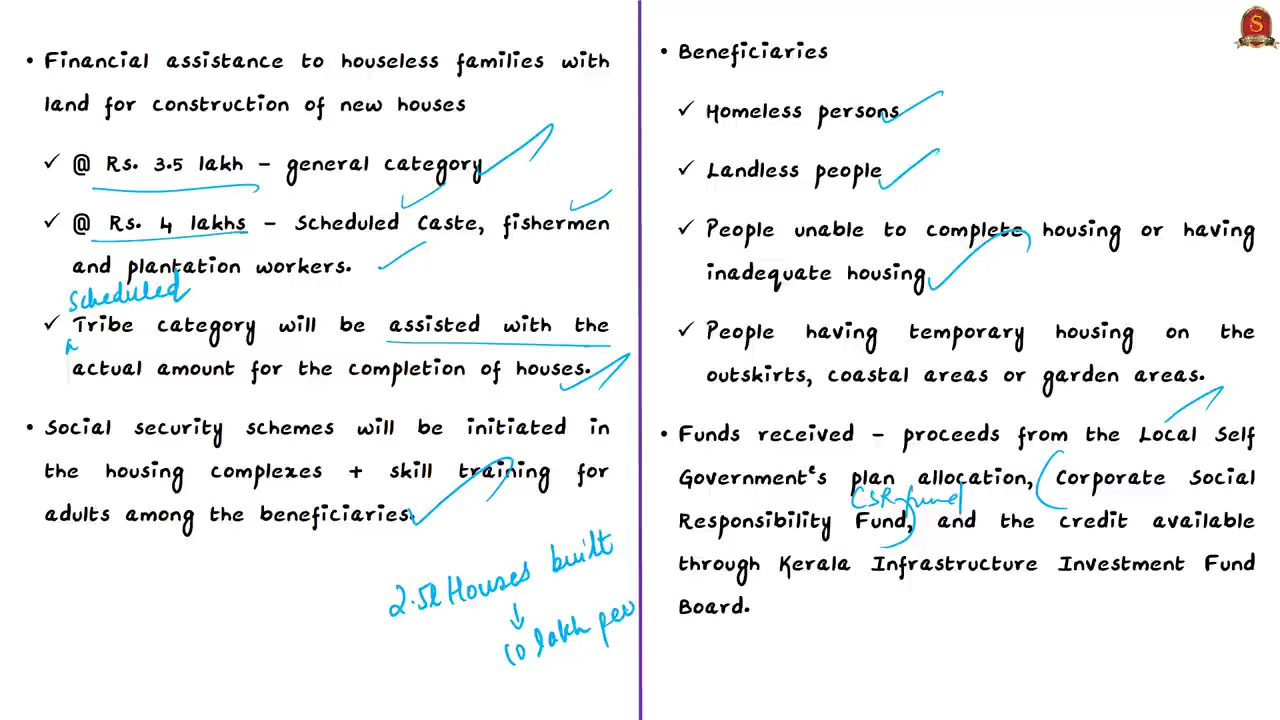 • Financial assistance to houseless families with
land for construction of new houses
✓ @ Rs. 3.5 lakh - general category
✓ @ Rs. 4 lakhs - Scheduled Caste, fishermen
and plantation workers.
Scheduled
✓ Tribe category will be assisted with the
actual amount for the completion of houses.
• Social security schemes will be initiated in
the housing complexes + skill training for
adults among the beneficiaries.
2.5l Houses built
↓
10 lakh peo
• Beneficiaries
✓ Homeless persons
✓ Landless people
✓ People unable to complete housing or having
inadequate housing
✓ People having temporary housing on the
outskirts, coastal areas or garden areas.
• Funds received - proceeds from the Local Self
Government's plan allocation, Corporate Social
CSR fund
Responsibility Fund, and the credit available
through Kerala Infrastructure Investment Fund
Board.
S